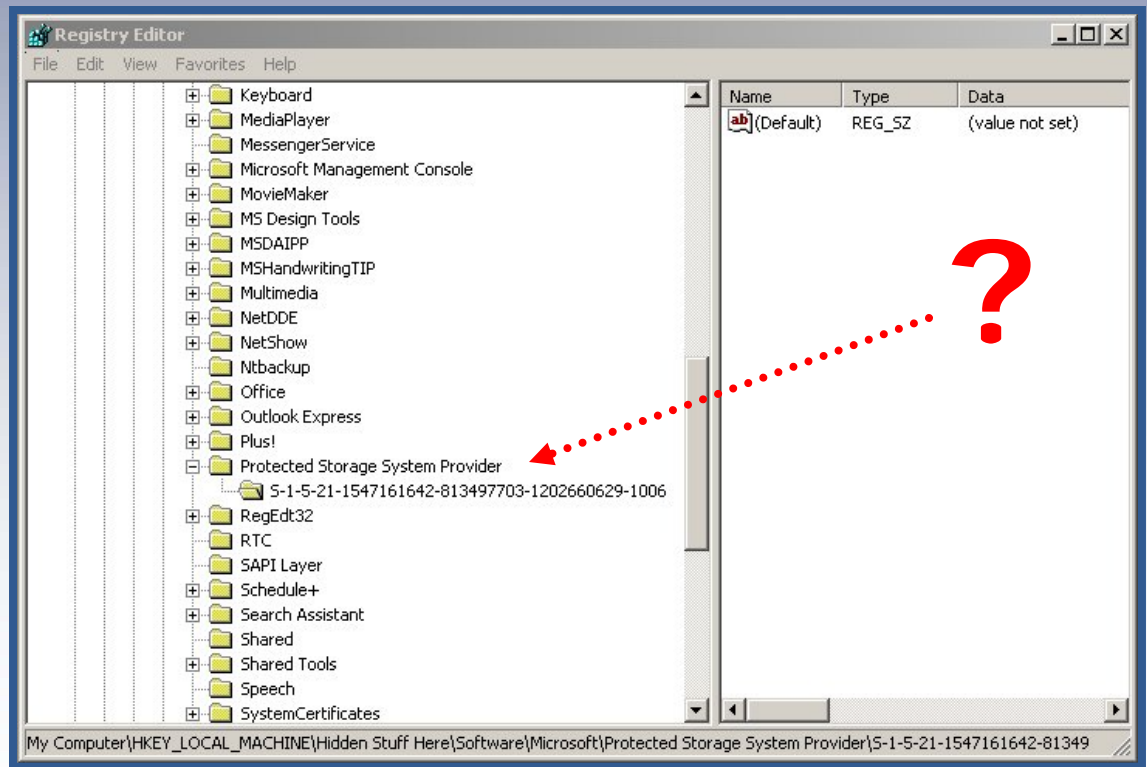 Registry Editor
File Edit View Favorites Help
Keyboard
MediaPlayer
MessengerService
Microsoft Management Console
MovieMaker
MS Design Tools
MSDAIPP
MSHandwritingTIP
Multimedia
NetDDE
NetShow
Ntbackup
Office
Outlook Express
Plus!
Protected Storage System Provider
S-1-5-21-1547161642-813497703-1202660629-1006
RegEdt32
RTC
SAPI Layer
Schedule+
Search Assistant
Shared
Shared Tools
Speech
SystemCertificates
Name Type Data
ab (Default) REG_SZ (value not set)
?
My Computer\HKEY_LOCAL_MACHINE\Hidden Stuff Here\Software\Microsoft\Protected Storage System Provider\S-1-5-21-1547161642-81349